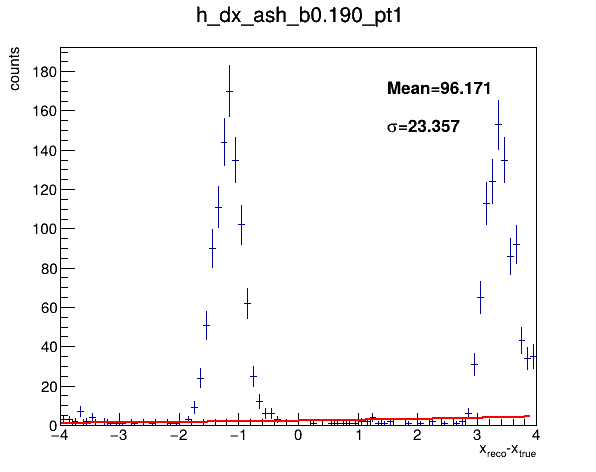 h_dx_ash_b0.190_pt1
counts
180
160
140
120
100
80
60
40
20
0
Mean=96.171
σ=23.357
−4 −3 −2 −1 0 1 2 3 4
x_reco-x_true